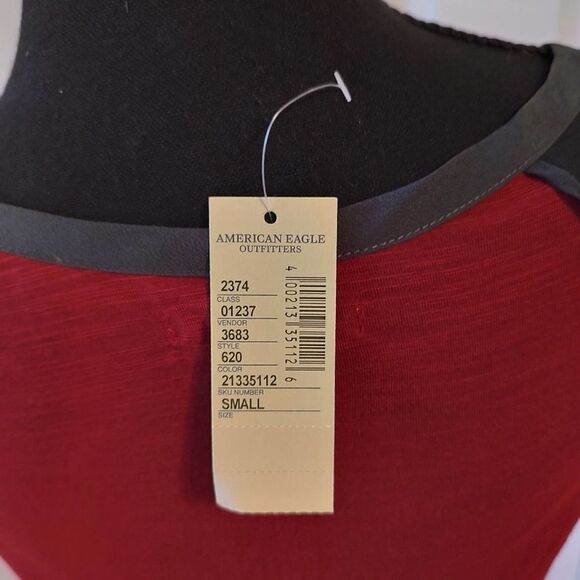 AMERICAN EAGLE
OUTFITTERS
2374
CLASS
01237
VENDOR
3683
STYLE
620
COLOR
21335112
SKU NUMBER
SMALL
SIZE
4 00213 35112 6